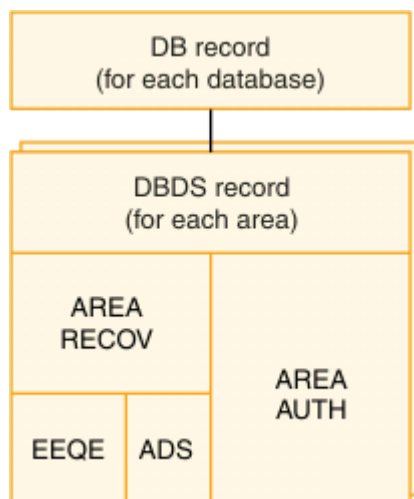 DB record
(for each database)
DBDS record
(for each area)
AREA
RECOV
AREA
AUTH
EEQE
ADS